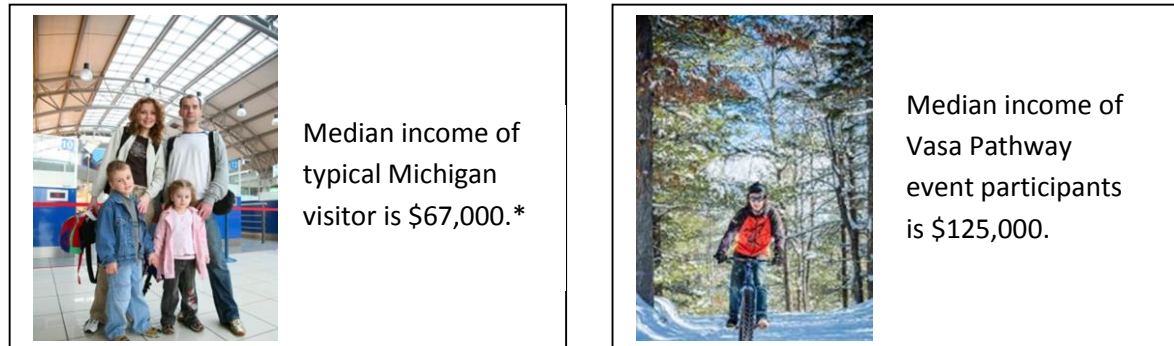 Median income of
typical Michigan
visitor is $67,000.*
Median income of
Vasa Pathway
event participants
is $125,000.